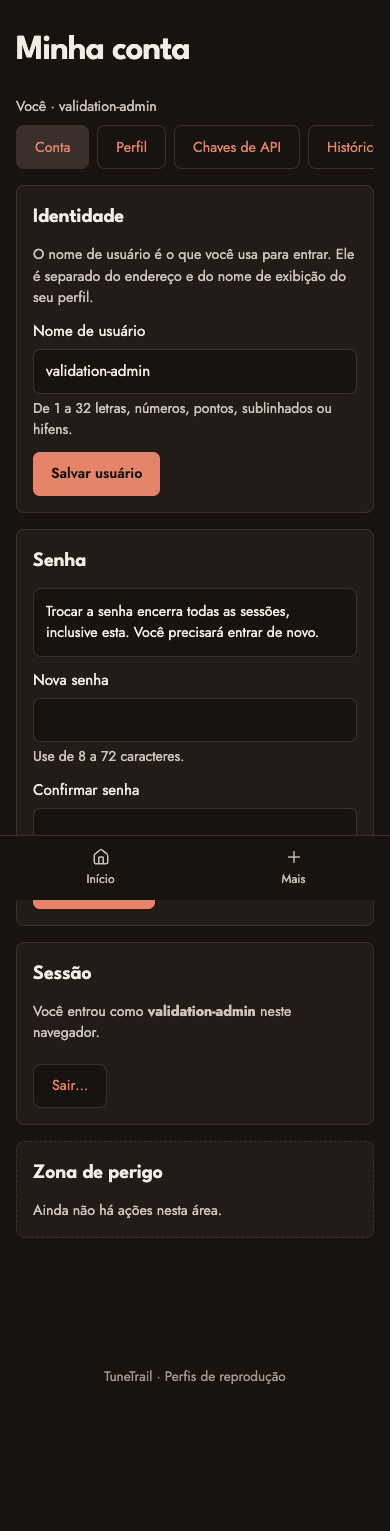 Minha conta
Você · validation-admin
Conta
Perfil
Chaves de API
Identidade
O nome de usuário é o que você usa para entrar. Ele
é separado do endereço e do nome de exibição do
seu perfil.
Nome de usuário
validation-admin
De 1 a 32 letras, números, pontos, sublinhados ou
hifens.
Salvar usuário
Senha
Trocar a senha encerra todas as sessões,
inclusive esta. Você precisará entrar de novo.
Nova senha
Use de 8 a 72 caracteres.
Confirmar senha
Início
Mais
Sessão
Você entrou como validation-admin neste
navegador.
Sair...
Zona de perigo
Ainda não há ações nesta área.
TuneTrail · Perfis de reprodução